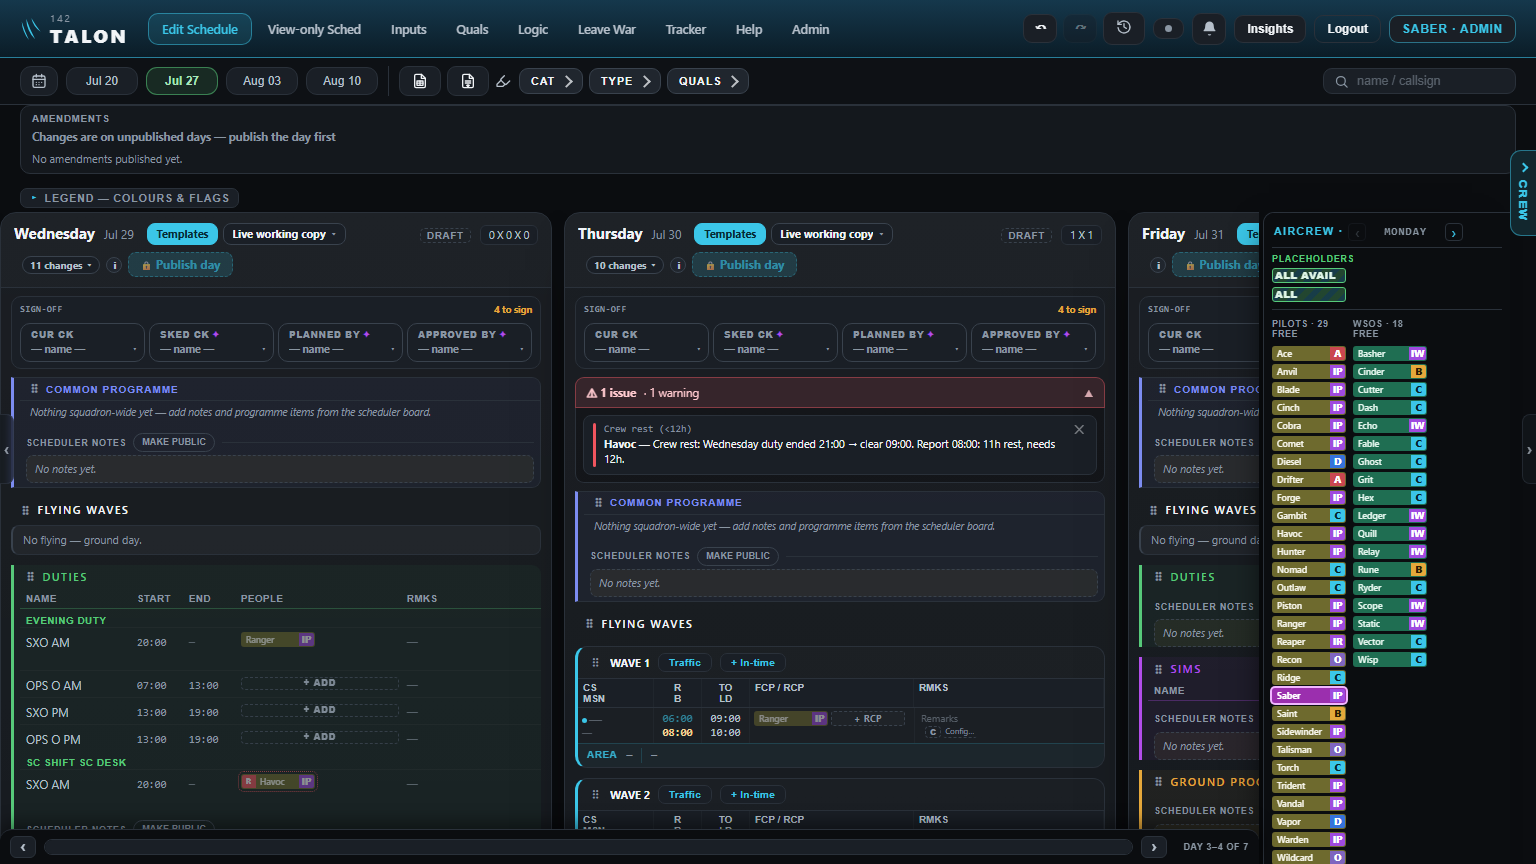 142
TALON
Edit Schedule
View-only Sched
Inputs
Quals
Logic
Leave War
Tracker
Help
Admin
Insights
Logout
SABER · ADMIN
Jul 20
Jul 27
Aug 03
Aug 10
CAT
TYPE
QUALS
name / callsign
AMENDMENTS
Changes are on unpublished days — publish the day first
No amendments published yet.
LEGEND — COLOURS & FLAGS
CREW
Wednesday Jul 29 Templates Live working copy DRAFT 0X0X0
11 changes i Publish day
SIGN-OFF 4 to sign
CUR CK SKED CK PLANNED BY APPROVED BY
— name — — name — — name — — name —
COMMON PROGRAMME
Nothing squadron-wide yet — add notes and programme items from the scheduler board.
SCHEDULER NOTES MAKE PUBLIC
No notes yet.
FLYING WAVES
No flying — ground day.
DUTIES
NAME START END PEOPLE RMKS
EVENING DUTY
SXO AM 20:00 — Ranger IP —
OPS O AM 07:00 13:00 + ADD —
SXO PM 13:00 19:00 + ADD —
OPS O PM 13:00 19:00 + ADD —
SC SHIFT SC DESK
SXO AM 20:00 — R Havoc IP —
SCHEDULER NOTES MAKE PUBLIC
Thursday Jul 30 Templates Live working copy DRAFT 1X1
10 changes i Publish day
SIGN-OFF 4 to sign
CUR CK SKED CK PLANNED BY APPROVED BY
— name — — name — — name — — name —
1 issue · 1 warning
Crew rest (<12h)
Havoc — Crew rest: Wednesday duty ended 21:00 → clear 09:00. Report 08:00: 11h rest, needs
12h.
COMMON PROGRAMME
Nothing squadron-wide yet — add notes and programme items from the scheduler board.
SCHEDULER NOTES MAKE PUBLIC
No notes yet.
FLYING WAVES
WAVE 1 Traffic + In-time
CS R TO FCP / RCP RMKS
MSN B LD
— 06:00 09:00 Ranger IP + RCP Remarks
— 08:00 10:00 C Config...
AREA — —
WAVE 2 Traffic + In-time
CS R TO FCP / RCP RMKS
Friday Jul 31 Te
i Publish day
SIGN-OFF
CUR CK
— name —
COMMON PROG
Nothing squadron-wi
SCHEDULER NOTES
No notes yet.
FLYING WAVES
No flying — ground da
DUTIES
SCHEDULER NOTES
No notes yet.
SIMS
NAME
SCHEDULER NOTES
No notes yet.
GROUND PROG
SCHEDULER NOTES
AIRCREW · MONDAY
PLACEHOLDERS
ALL AVAIL
ALL
PILOTS · 29 WSOS · 18
FREE FREE
Ace A Basher IW
Anvil IP Cinder B
Blade IP Cutter C
Cinch IP Dash C
Cobra IP Echo IW
Comet IP Fable C
Diesel D Ghost C
Drifter A Grit C
Forge IP Hex C
Gambit C Ledger IW
Havoc IP Quill IW
Hunter IP Relay IW
Nomad C Rune B
Outlaw C Ryder C
Piston IP Scope IW
Ranger IP Static IW
Reaper IR Vector C
Recon O Wisp C
Ridge C
Saber IP
Saint B
Sidewinder IP
Talisman O
Torch C
Trident IP
Vandal IP
Vapor D
Warden IP
Wildcard O
DAY 3–4 OF 7